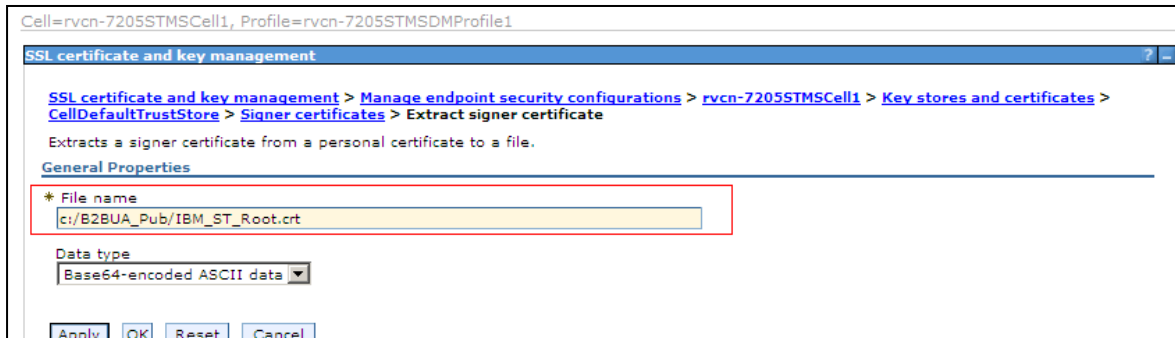 Cell=rvcn-7205STMSCell1, Profile=rvcn-7205STMSDMProfile1
SSL certificate and key management ? -
SSL certificate and key management > Manage endpoint security configurations > rvcn-7205STMSCell1 > Key stores and certificates >
CellDefaultTrustStore > Signer certificates > Extract signer certificate
Extracts a signer certificate from a personal certificate to a file.
General Properties
* File name
c:/B2BUA_Pub/IBM_ST_Root.crt
Data type
Base64-encoded ASCII data
Apply OK Reset Cancel